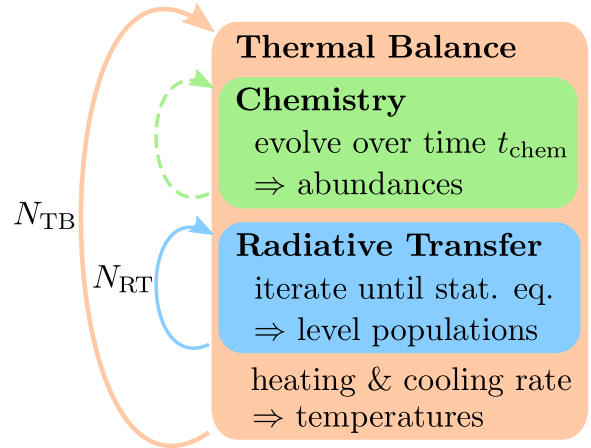 Thermal Balance
Chemistry
evolve over time t_chem
⇒ abundances
N_TB
Radiative Transfer
N_RT
iterate until stat. eq.
⇒ level populations
heating & cooling rate
⇒ temperatures